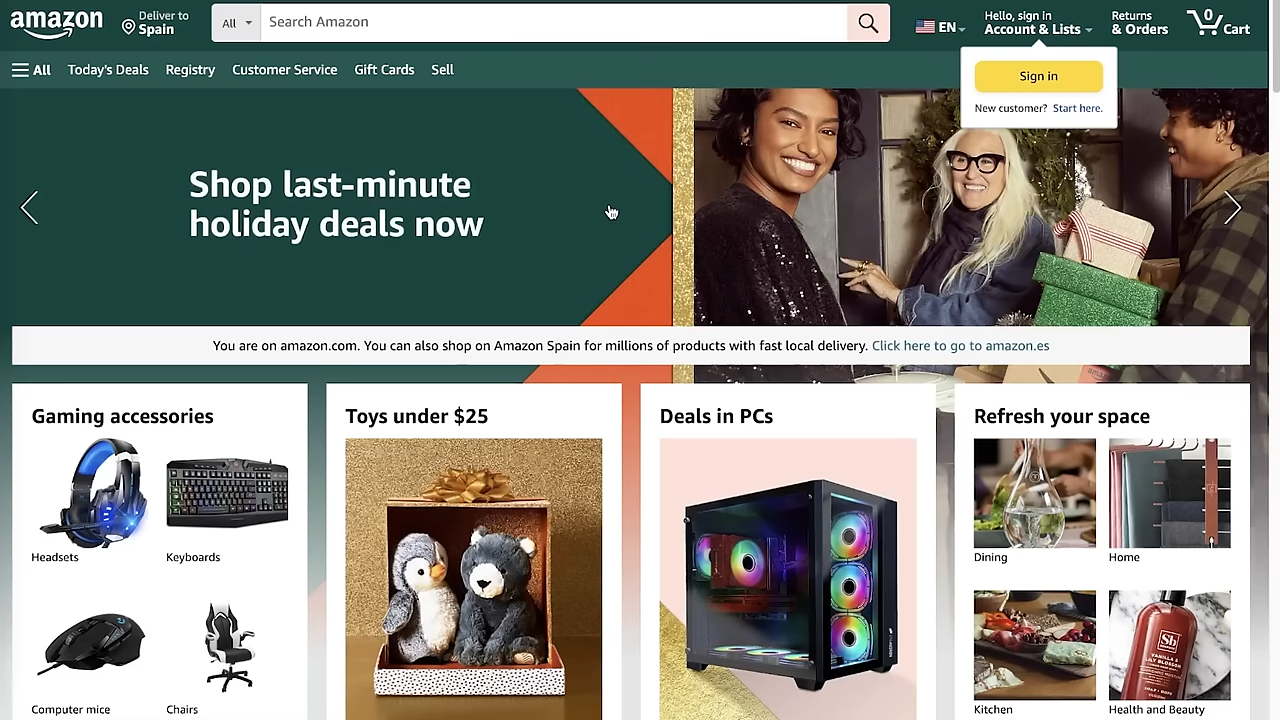 amazon
Deliver to
Spain
All
Search Amazon
EN
Hello, sign in
Account & Lists
Returns
& Orders
0
Cart
All
Today's Deals
Registry
Customer Service
Gift Cards
Sell
Sign in
New customer? Start here.
Shop last-minute
holiday deals now
You are on amazon.com. You can also shop on Amazon Spain for millions of products with fast local delivery. Click here to go to amazon.es
Gaming accessories
Headsets
Keyboards
Computer mice
Chairs
Toys under $25
Deals in PCs
Refresh your space
Dining
Home
Kitchen
Sb
VANILLA &
LILY BLOSSOM
Health and Beauty